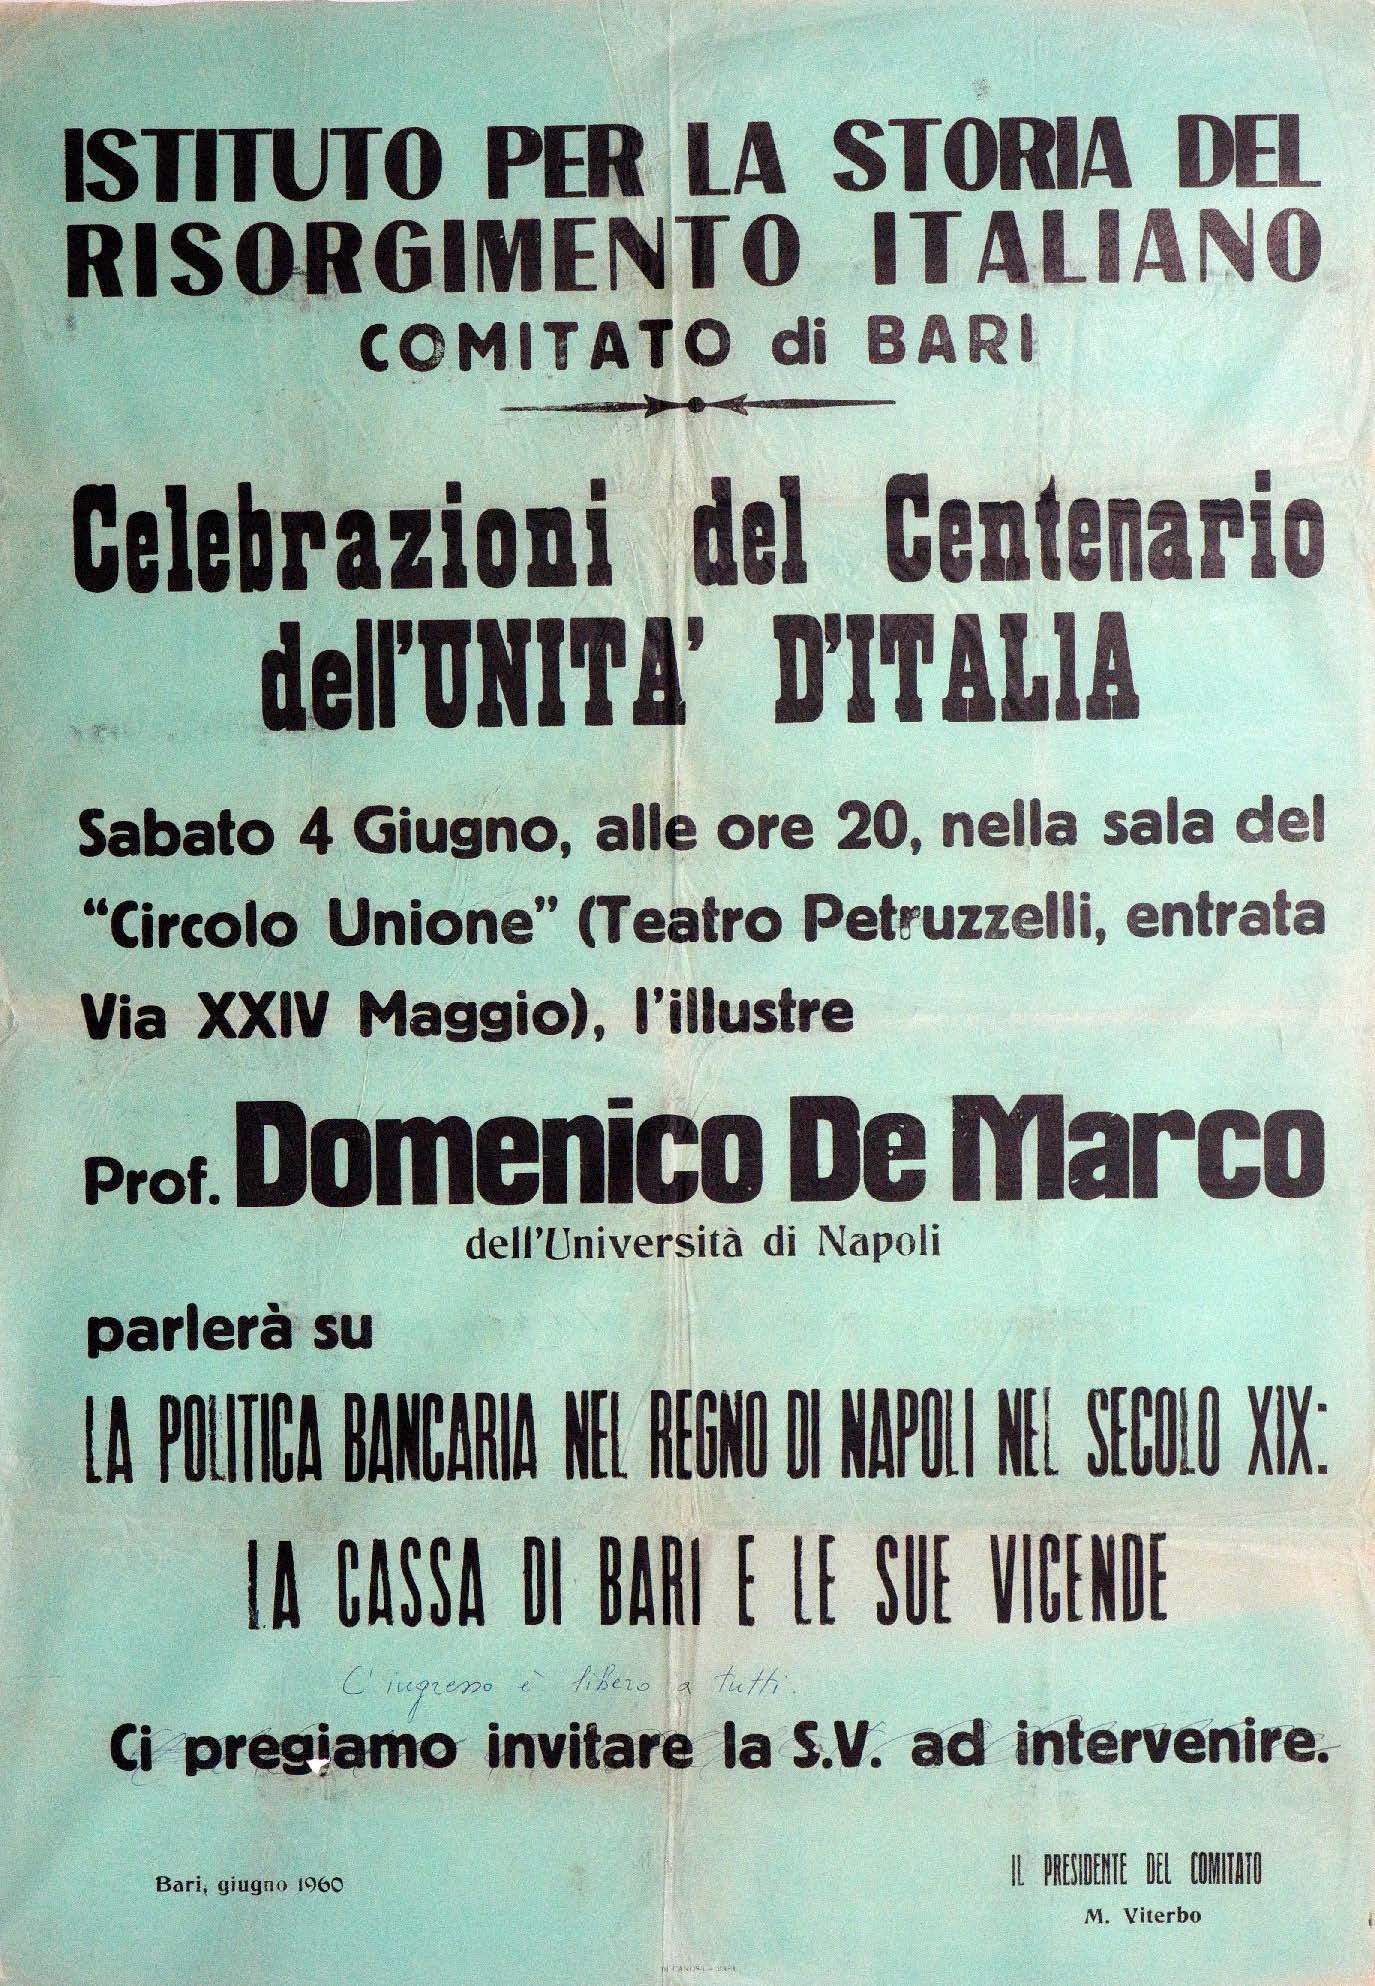 ISTITUTO PER LA STORIA DEL
RISORGIMENTO ITALIANO
COMITATO di BARI
Celebrazioni del Centenario
dell'UNITA' D'ITALIA
Sabato 4 Giugno, alle ore 20, nella sala del
“Circolo Unione” (Teatro Petruzzelli, entrata
Via XXIV Maggio), l'illustre
Prof. Domenico De Marco
dell'Università di Napoli
parlerà su
LA POLITICA BANCARIA NEL REGNO DI NAPOLI NEL SECOLO XIX:
LA CASSA DI BARI E LE SUE VICENDE
L'ingresso è libero a tutti.
Ci pregiamo invitare la S.V. ad intervenire.
Bari, giugno 1960
IL PRESIDENTE DEL COMITATO
M. Viterbo